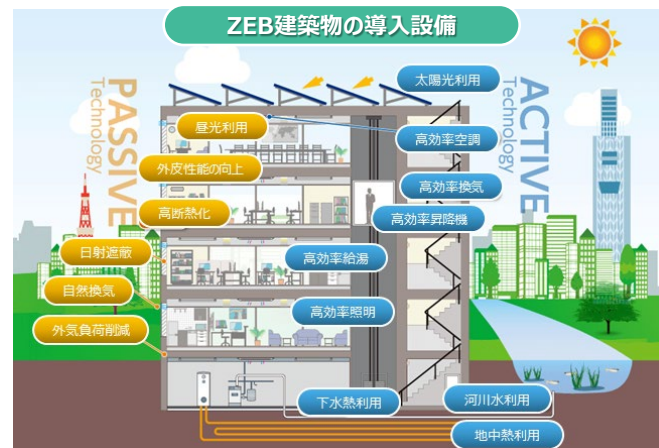 ZEB建築物の導入設備
PASSIVE
Technology
ACTIVE
Technology
太陽光利用
昼光利用
高効率空調
外皮性能の向上
高効率換気
高断熱化
高効率昇降機
日射遮蔽
高効率給湯
自然換気
高効率照明
外気負荷削減
下水熱利用
河川水利用
地中熱利用